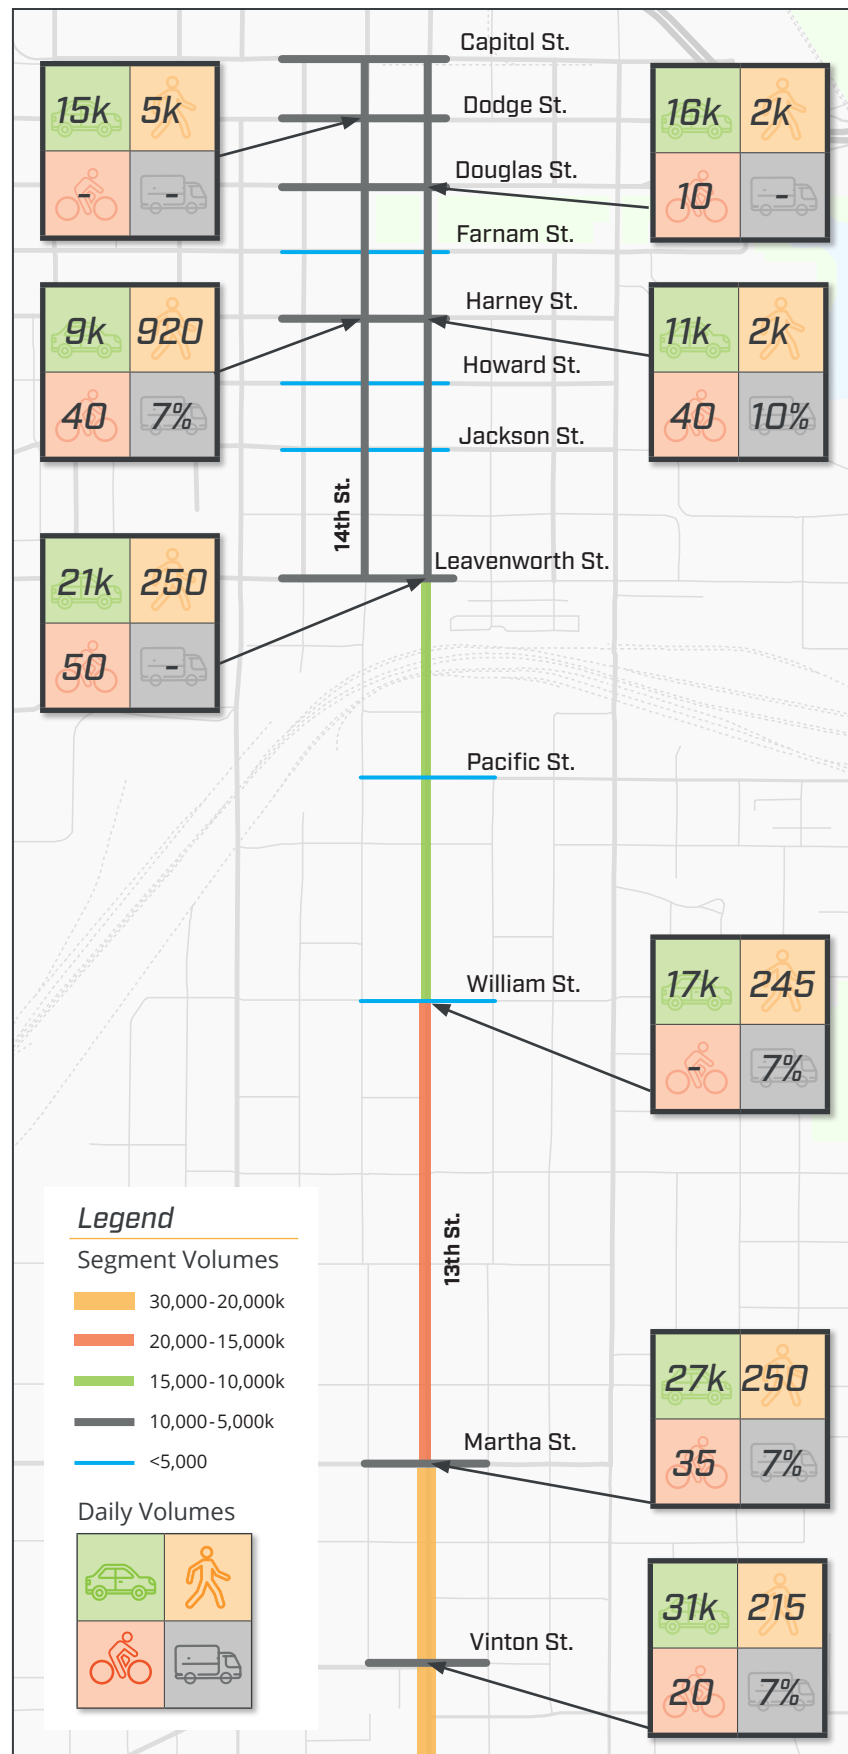 Capitol St.
15k 5k
- -
Dodge St.
16k 2k
10 -
Douglas St.
Farnam St.
9k 920
40 7%
Harney St.
11k 2k
40 10%
Howard St.
Jackson St.
14th St.
21k 250
50 -
Leavenworth St.
Pacific St.
William St.
17k 245
- 7%
13th St.
Legend
Segment Volumes
30,000-20,000k
20,000-15,000k
15,000-10,000k
10,000-5,000k
<5,000
Daily Volumes
27k 250
35 7%
Martha St.
31k 215
20 7%
Vinton St.